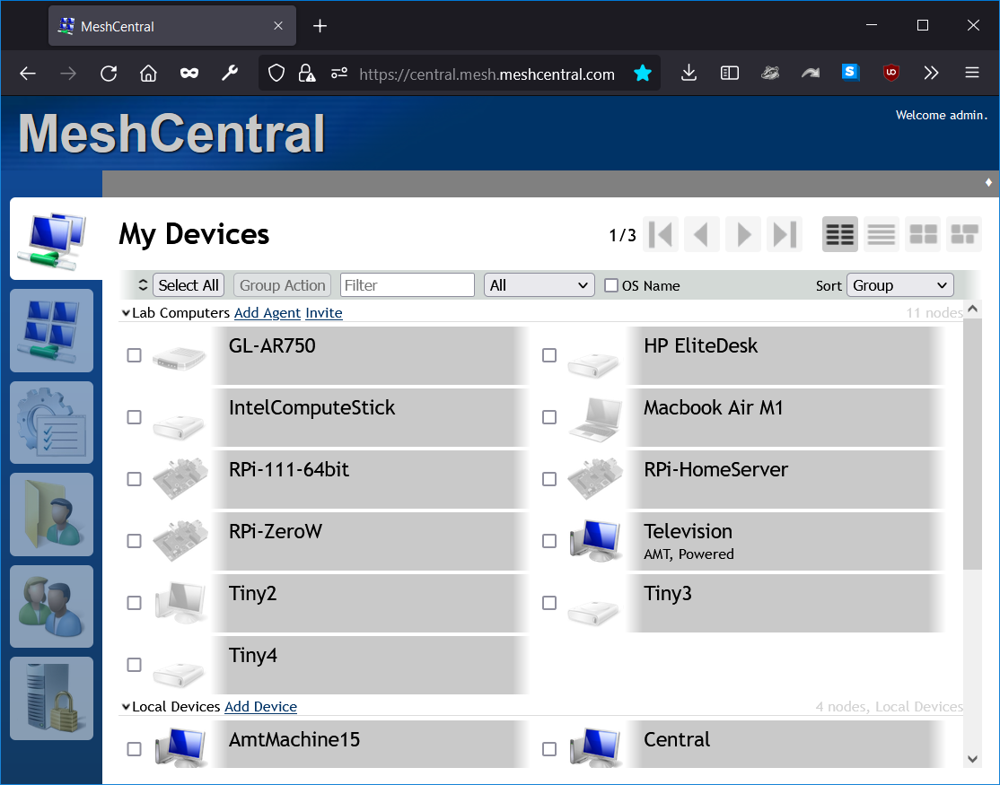 MeshCentral
https://central.mesh.meshcentral.com
S
UO
MeshCentral
Welcome admin.
My Devices
1/3
Select All Group Action Filter All OS Name Sort Group
Lab Computers Add Agent Invite 11 nodes
GL-AR750 HP EliteDesk
IntelComputeStick Macbook Air M1
RPi-111-64bit RPi-HomeServer
RPi-ZeroW Television
AMT, Powered
Tiny2 Tiny3
Tiny4
Local Devices Add Device 4 nodes, Local Devices
AmtMachine15 Central